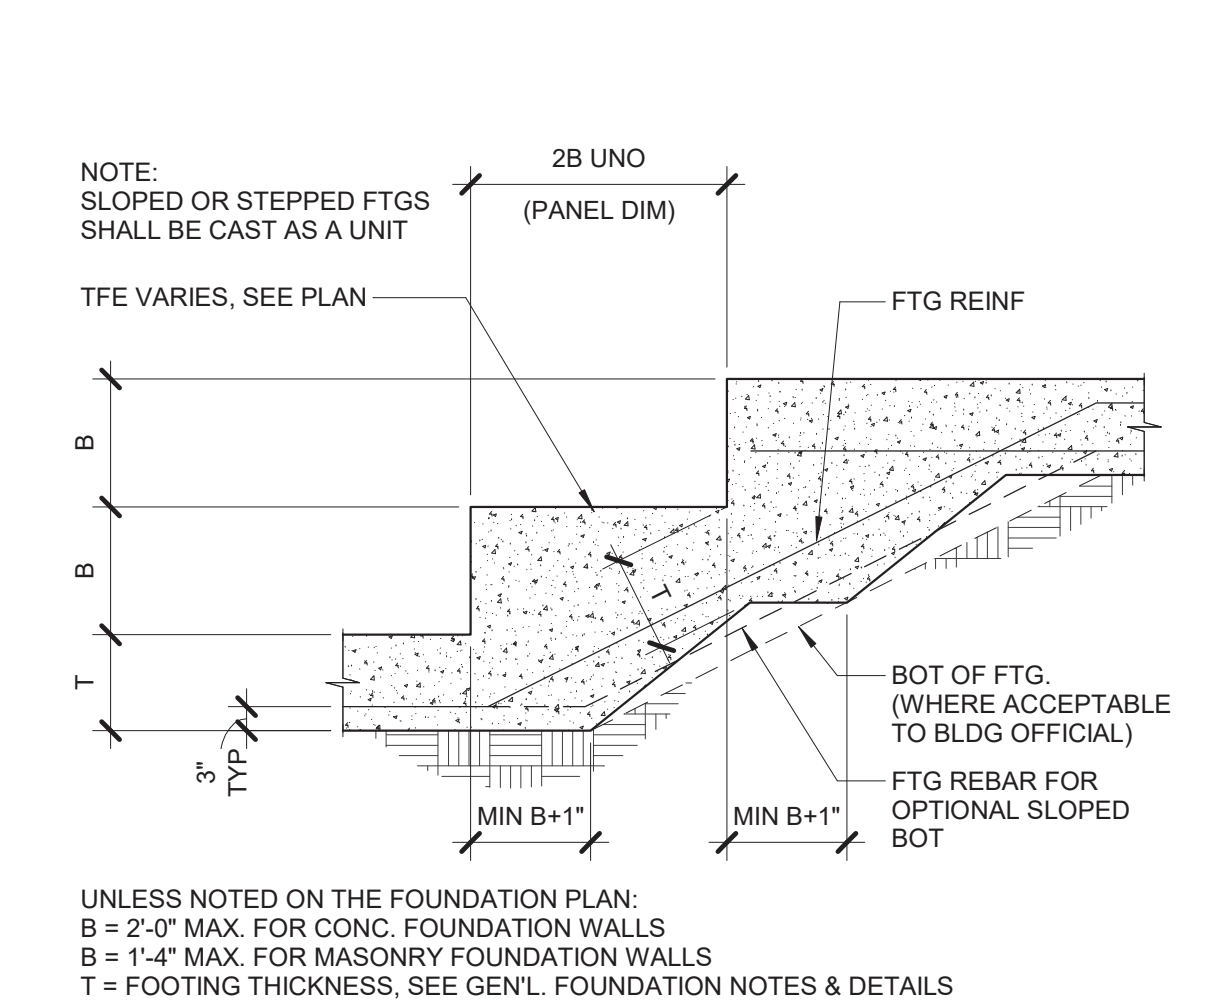 2B UNO
(PANEL DIM)
NOTE:
SLOPED OR STEPPED FTGS
SHALL BE CAST AS A UNIT
TFE VARIES, SEE PLAN
FTG REINF
B
B
T
T
3"
TYP
BOT OF FTG.
(WHERE ACCEPTABLE
TO BLDG OFFICIAL)
FTG REBAR FOR
OPTIONAL SLOPED
BOT
MIN B+1"
MIN B+1"
UNLESS NOTED ON THE FOUNDATION PLAN:
B = 2'-0" MAX. FOR CONC. FOUNDATION WALLS
B = 1'-4" MAX. FOR MASONRY FOUNDATION WALLS
T = FOOTING THICKNESS, SEE GEN'L. FOUNDATION NOTES & DETAILS